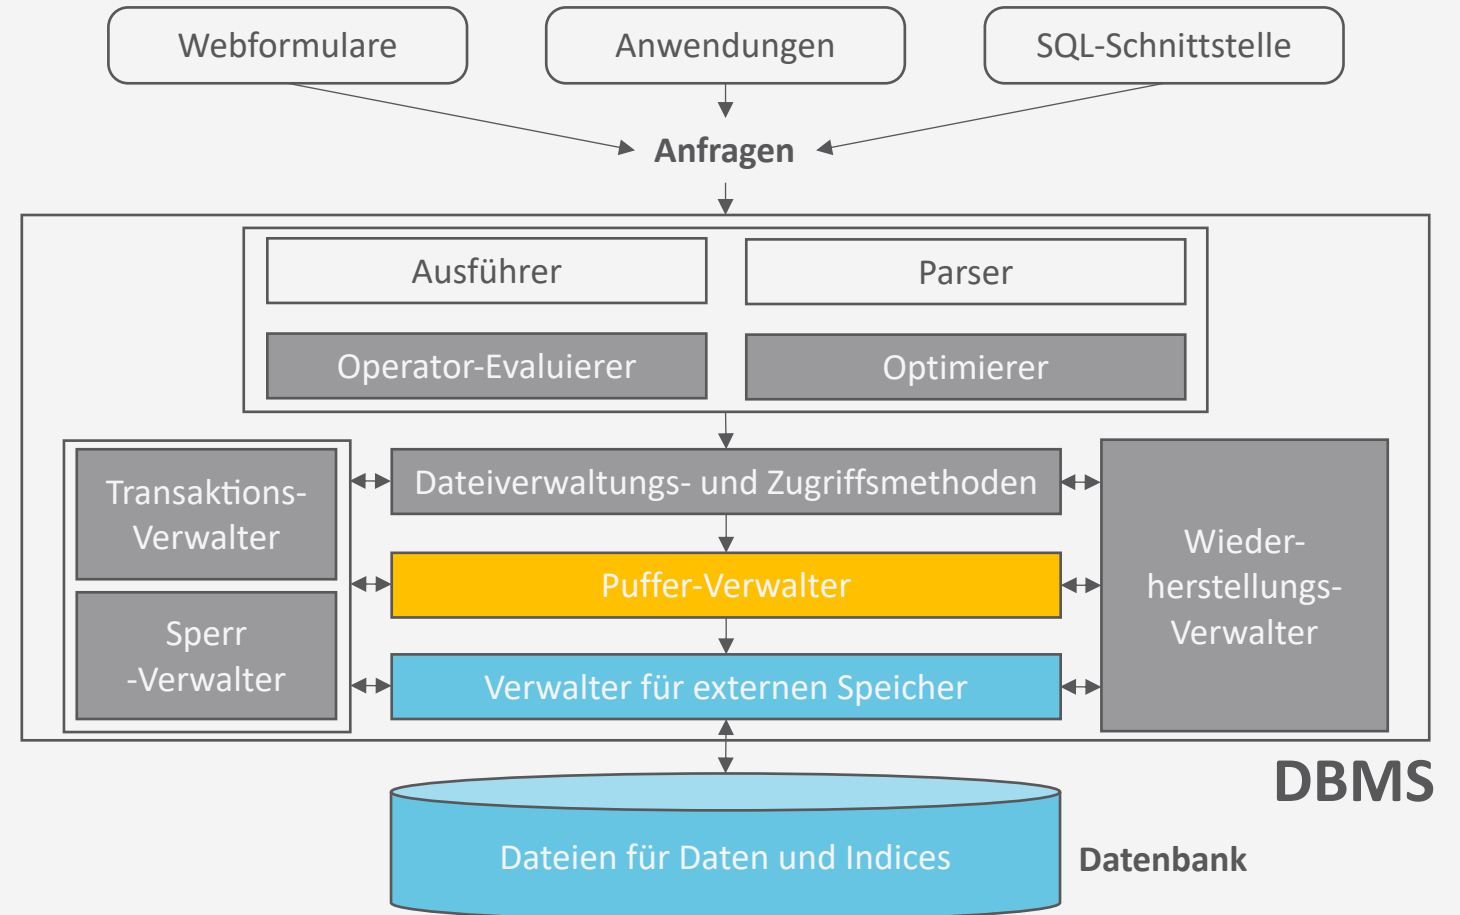 Webformulare
Anwendungen
SQL-Schnittstelle
Anfragen
Ausführer
Parser
Operator-Evaluierer
Optimierer
Transaktions-
Verwalter
Sperr
-Verwalter
Dateiverwaltungs- und Zugriffsmethoden
Puffer-Verwalter
Verwalter für externen Speicher
Wieder-
herstellungs-
Verwalter
DBMS
Dateien für Daten und Indices
Datenbank